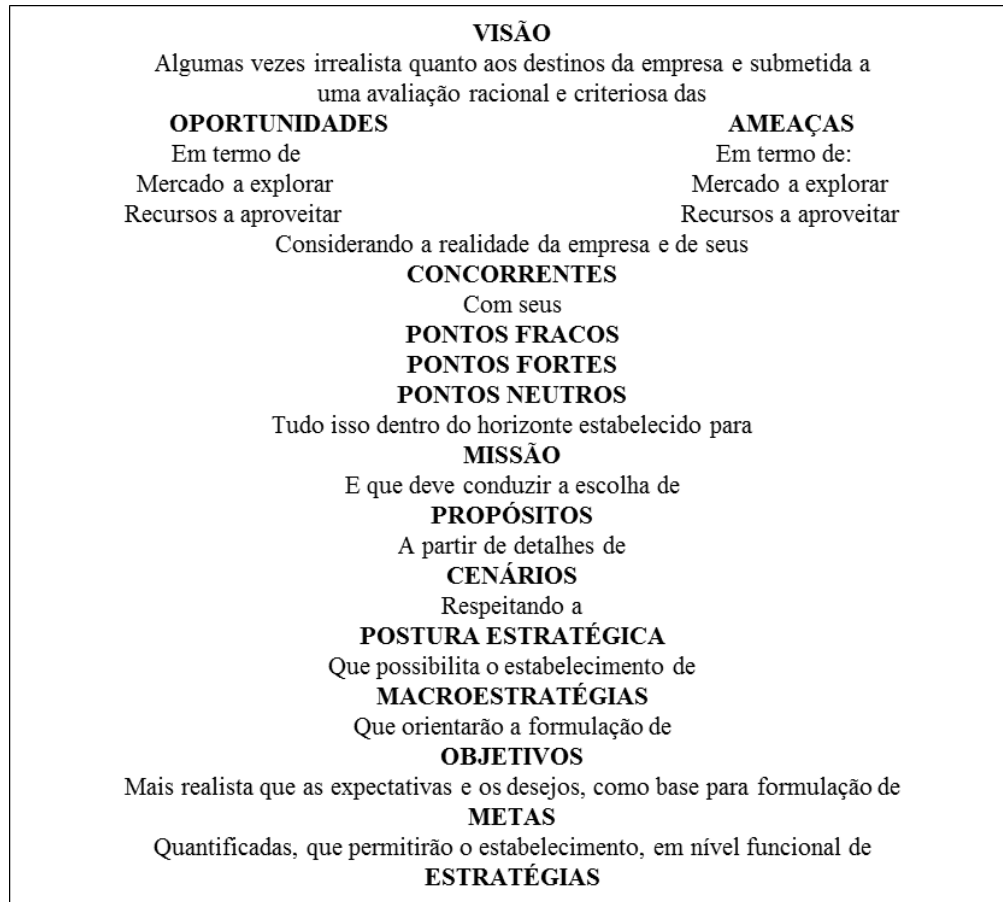 VISÃO
Algumas vezes irrealista quanto aos destinos da empresa e submetida a
uma avaliação racional e criteriosa das
OPORTUNIDADES AMEAÇAS
Em termo de Em termo de:
Mercado a explorar Mercado a explorar
Recursos a aproveitar Recursos a aproveitar
Considerando a realidade da empresa e de seus
CONCORRENTES
Com seus
PONTOS FRACOS
PONTOS FORTES
PONTOS NEUTROS
Tudo isso dentro do horizonte estabelecido para
MISSÃO
E que deve conduzir a escolha de
PROPÓSITOS
A partir de detalhes de
CENÁRIOS
Respeitando a
POSTURA ESTRATÉGICA
Que possibilita o estabelecimento de
MACROESTRATÉGIAS
Que orientarão a formulação de
OBJETIVOS
Mais realista que as expectativas e os desejos, como base para formulação de
METAS
Quantificadas, que permitirão o estabelecimento, em nível funcional de
ESTRATÉGIAS